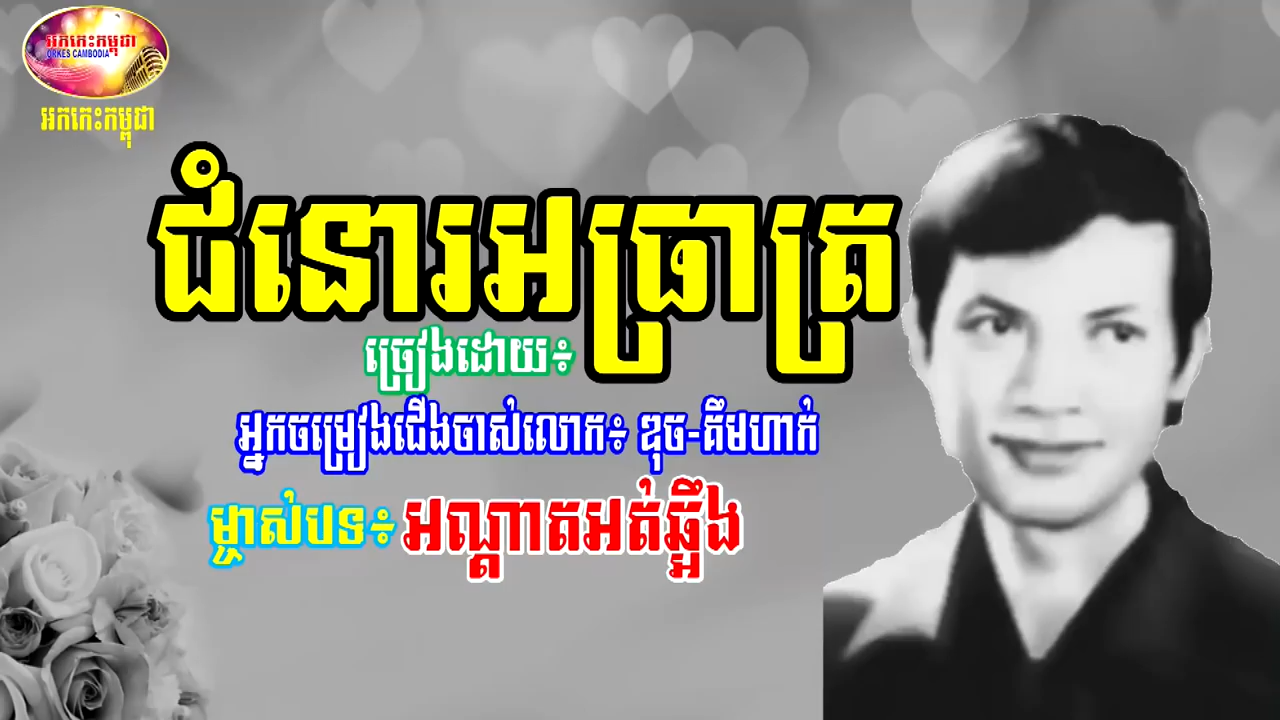 អកកេះកម្ពុជា
ORKES CAMBODIA
អកកេះកម្ពុជា
ជំនោរអប្រាត្រ
ច្រៀងដោយ៖
អ្នកចម្រៀងជើងចាស់លោក៖ ឌុច-គឹមហាក់
ម្ចាស់បទ៖ អណ្តាតអត់ឆ្អឹង